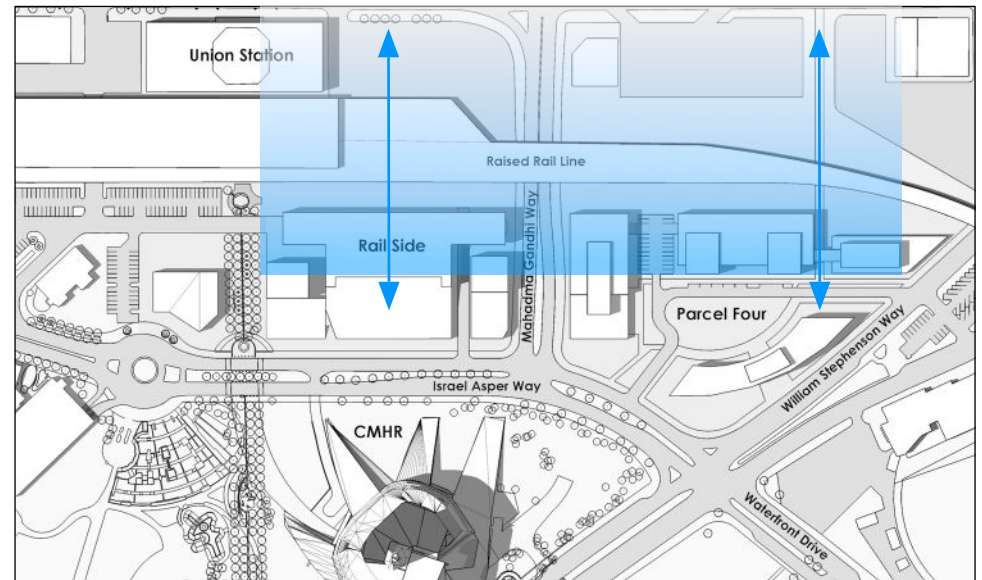 Union Station
Raised Rail Line
Mahadma Gandhi Way
Rail Side
Parcel Four
William Stephenson Way
Israel Asper Way
CMHR
Waterfront Drive